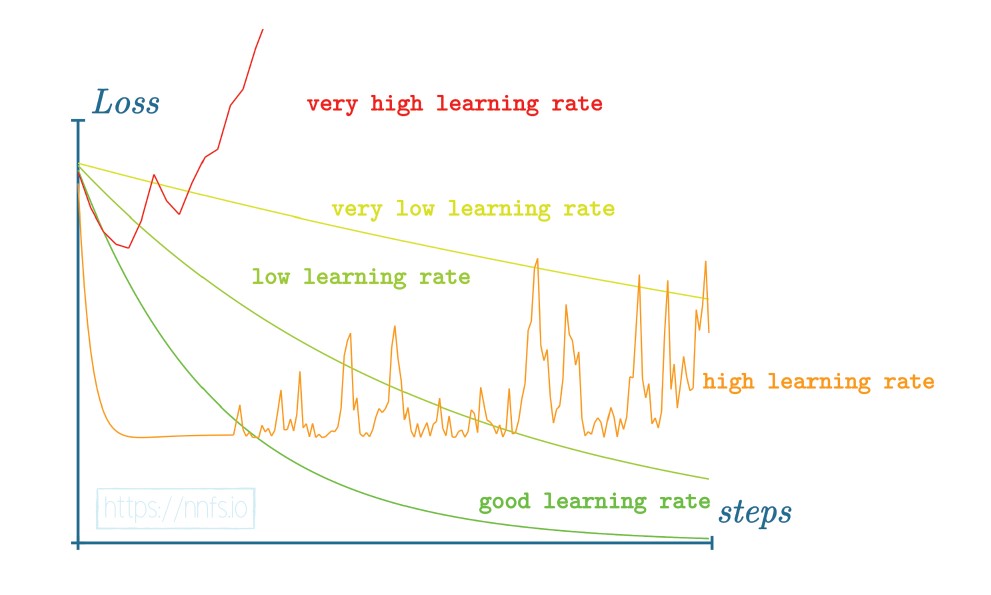 Loss
very high learning rate
very low learning rate
low learning rate
high learning rate
good learning rate
steps
https://nnfs.io